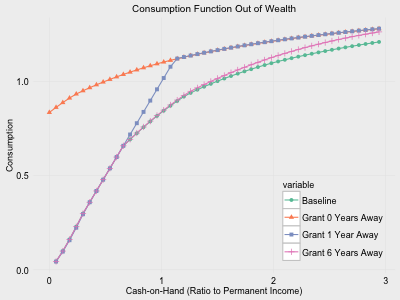 Consumption Function Out of Wealth
Consumption
1.0
0.5
0.0
variable
Baseline
Grant 0 Years Away
Grant 1 Year Away
Grant 6 Years Away
0
1
2
3
Cash-on-Hand (Ratio to Permanent Income)